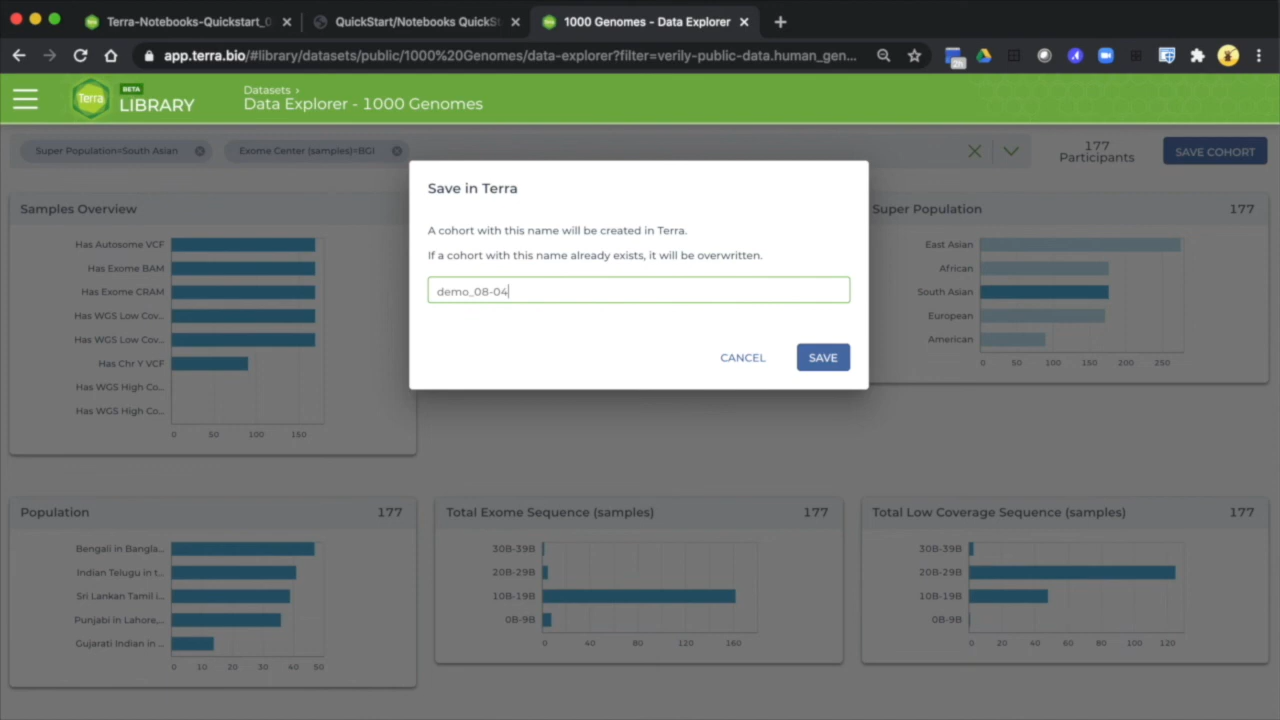 Terra-Notebooks-Quickstart_0
QuickStart/Notebooks QuickS
1000 Genomes - Data Explorer
app.terra.bio/#library/datasets/public/1000%20Genomes/data-explorer?filter=verily-public-data.human_gen...
2h
Terra
BETA
LIBRARY
Datasets ›
Data Explorer - 1000 Genomes
Super Population=South Asian
Exome Center (samples)=BGI
177
Participants
SAVE COHORT
Save in Terra
A cohort with this name will be created in Terra.
If a cohort with this name already exists, it will be overwritten.
demo_08-04
CANCEL
SAVE
Samples Overview
Has Autosome VCF
Has Exome BAM
Has Exome CRAM
Has WGS Low Cov...
Has WGS Low Cov...
Has Chr Y VCF
Has WGS High Co...
Has WGS High Co...
0 50 100 150
Super Population 177
East Asian
African
South Asian
European
American
0 50 100 150 200 250
Population 177
Bengali in Bangla...
Indian Telugu in t...
Sri Lankan Tamil i...
Punjabi in Lahore,...
Gujarati Indian in ...
0 10 20 30 40 50
Total Exome Sequence (samples) 177
30B-39B
20B-29B
10B-19B
0B-9B
0 40 80 120 160
Total Low Coverage Sequence (samples) 177
30B-39B
20B-29B
10B-19B
0B-9B
0 20 40 60 80 100 120